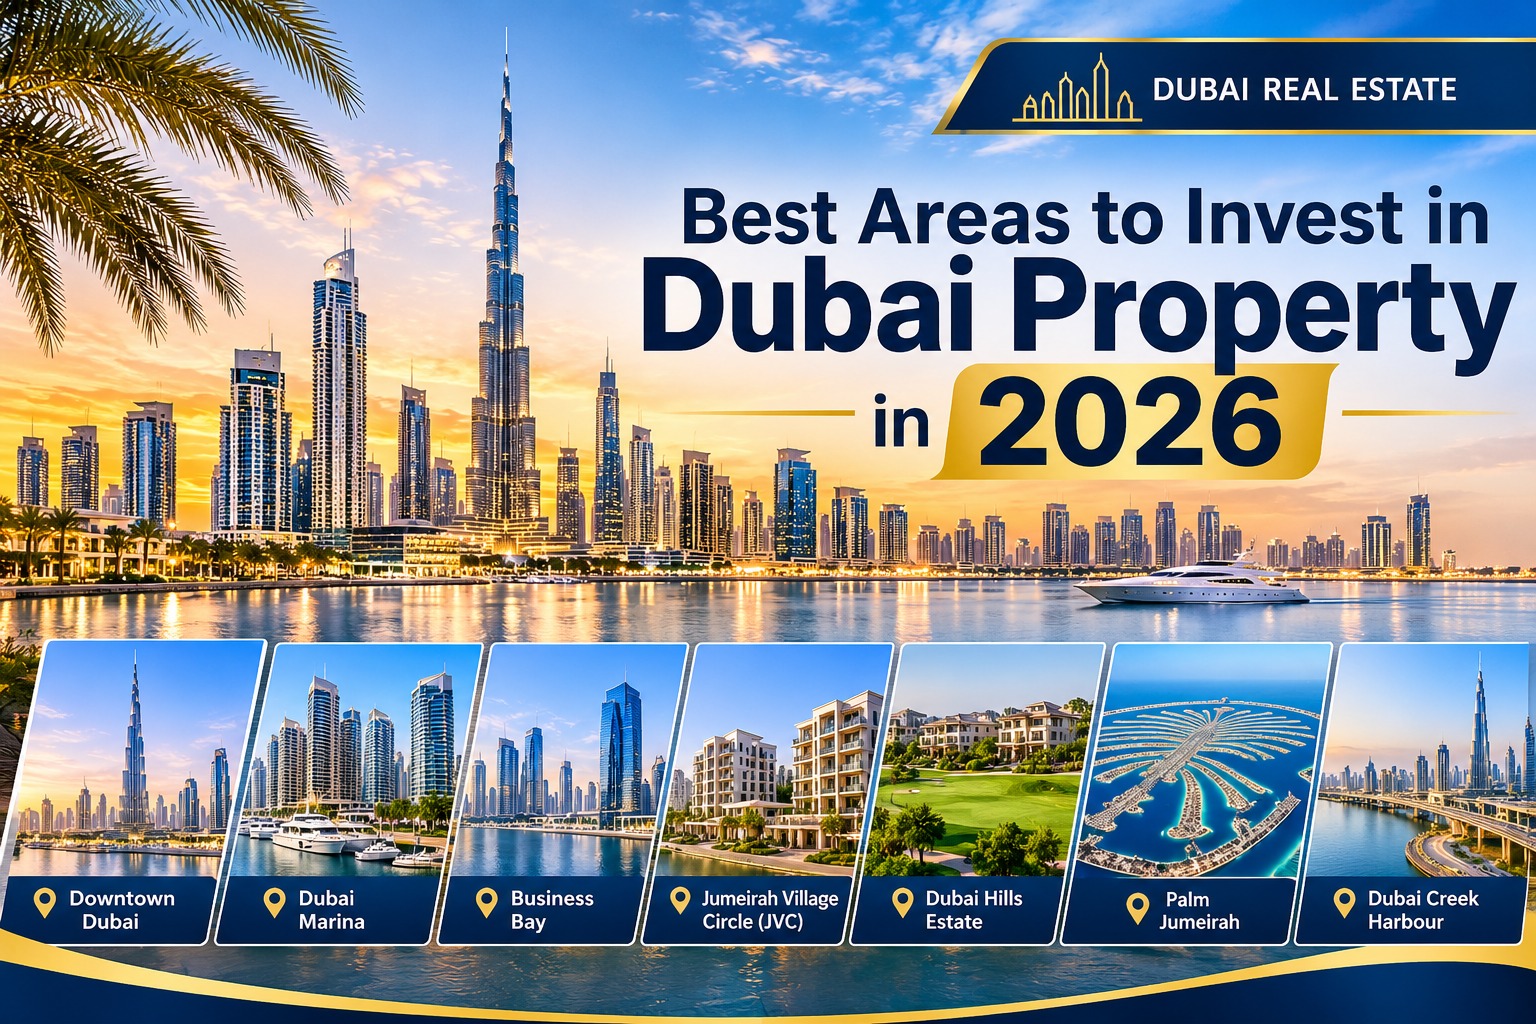 DUBAI REAL ESTATE
Best Areas to Invest in
Dubai Property
in 2026
Downtown
Dubai
Dubai
Marina
Business
Bay
Jumeirah Village
Circle (JVC)
Dubai Hills
Estate
Palm
Jumeirah
Dubai Creek
Harbour